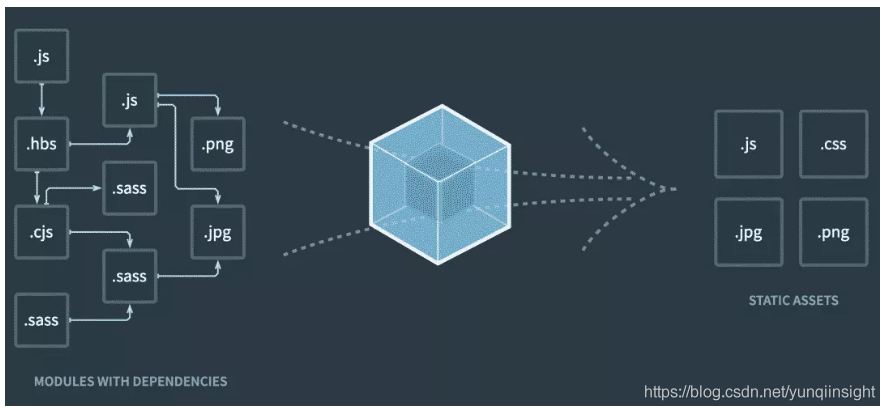 .js
.js
.hbs
.png
.sass
.cjs
.jpg
.sass
.sass
MODULES WITH DEPENDENCIES
.js
.css
.jpg
.png
STATIC ASSETS
https://blog.csdn.net/yunqiinsight